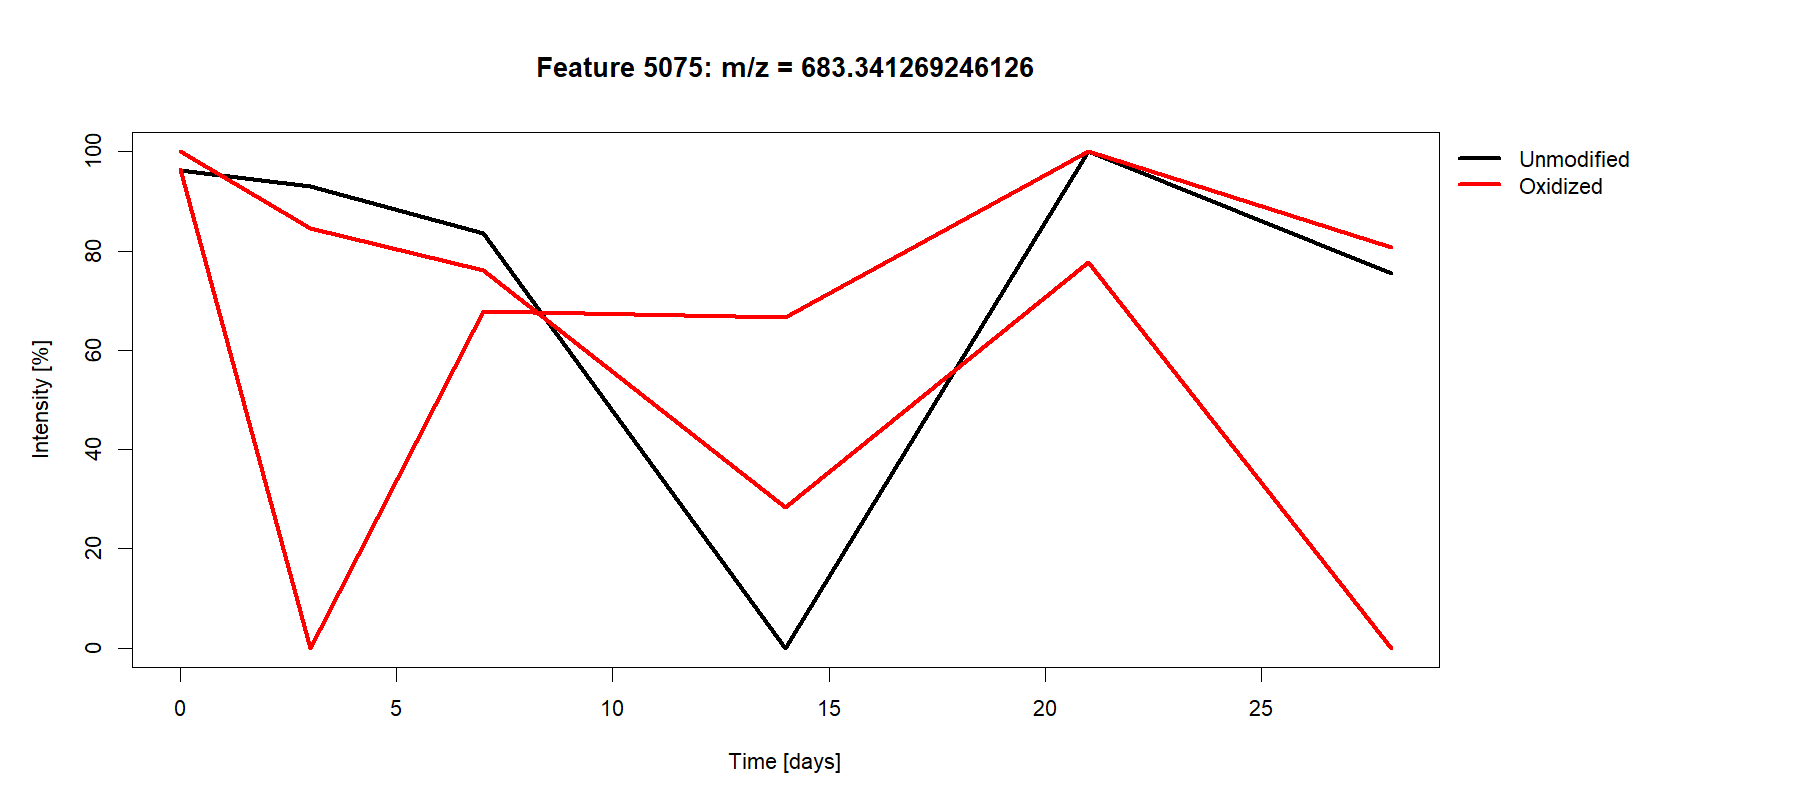 Feature 5075: m/z = 683.341269246126
Unmodified
Oxidized
Intensity [%]
100
80
60
40
20
0
0 5 10 15 20 25
Time [days]